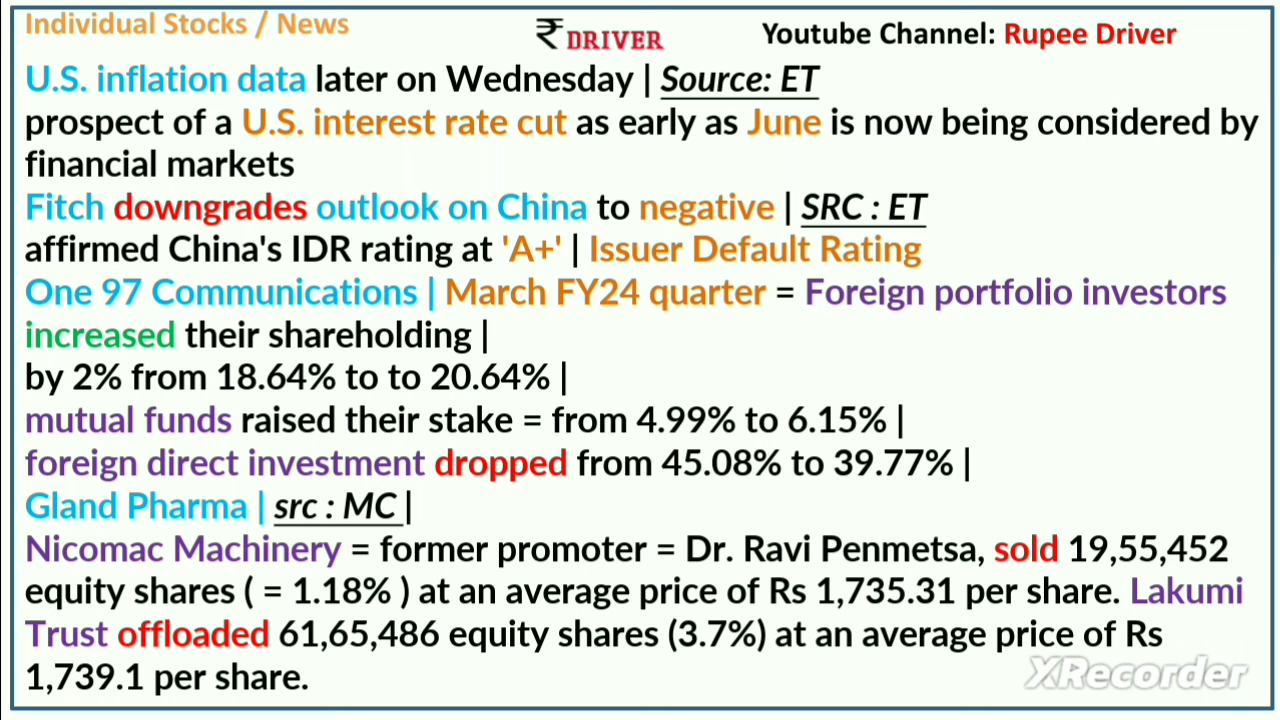 Individual Stocks / News
₹ DRIVER
Youtube Channel: Rupee Driver
U.S. inflation data later on Wednesday | Source: ET
prospect of a U.S. interest rate cut as early as June is now being considered by
financial markets
Fitch downgrades outlook on China to negative | SRC : ET
affirmed China's IDR rating at 'A+' | Issuer Default Rating
One 97 Communications | March FY24 quarter = Foreign portfolio investors
increased their shareholding |
by 2% from 18.64% to to 20.64% |
mutual funds raised their stake = from 4.99% to 6.15% |
foreign direct investment dropped from 45.08% to 39.77% |
Gland Pharma | src : MC |
Nicomac Machinery = former promoter = Dr. Ravi Penmetsa, sold 19,55,452
equity shares ( = 1.18% ) at an average price of Rs 1,735.31 per share. Lakumi
Trust offloaded 61,65,486 equity shares (3.7%) at an average price of Rs
1,739.1 per share.
XRecorder